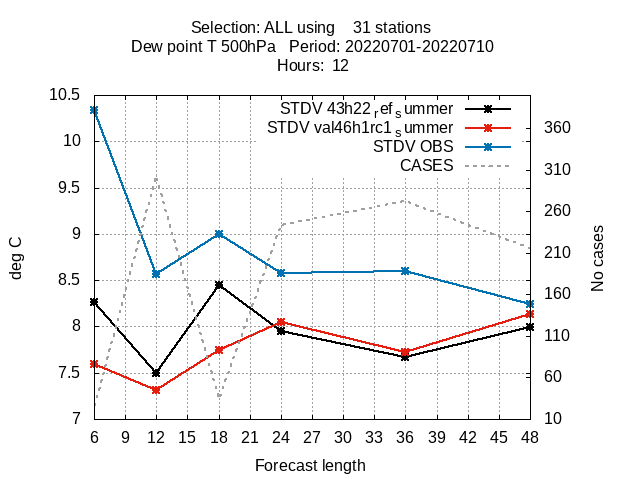 Selection: ALL using    31 stations
Dew point T 500hPa   Period: 20220701-20220710
Hours:  12
STDV 43h22_ref_summer
STDV val46h1rc1_summer
STDV OBS
CASES
deg C
No cases
10.5
10
9.5
9
8.5
8
7.5
7
360
310
260
210
160
110
60
10
6 9 12 15 18 21 24 27 30 33 36 39 42 45 48
Forecast length